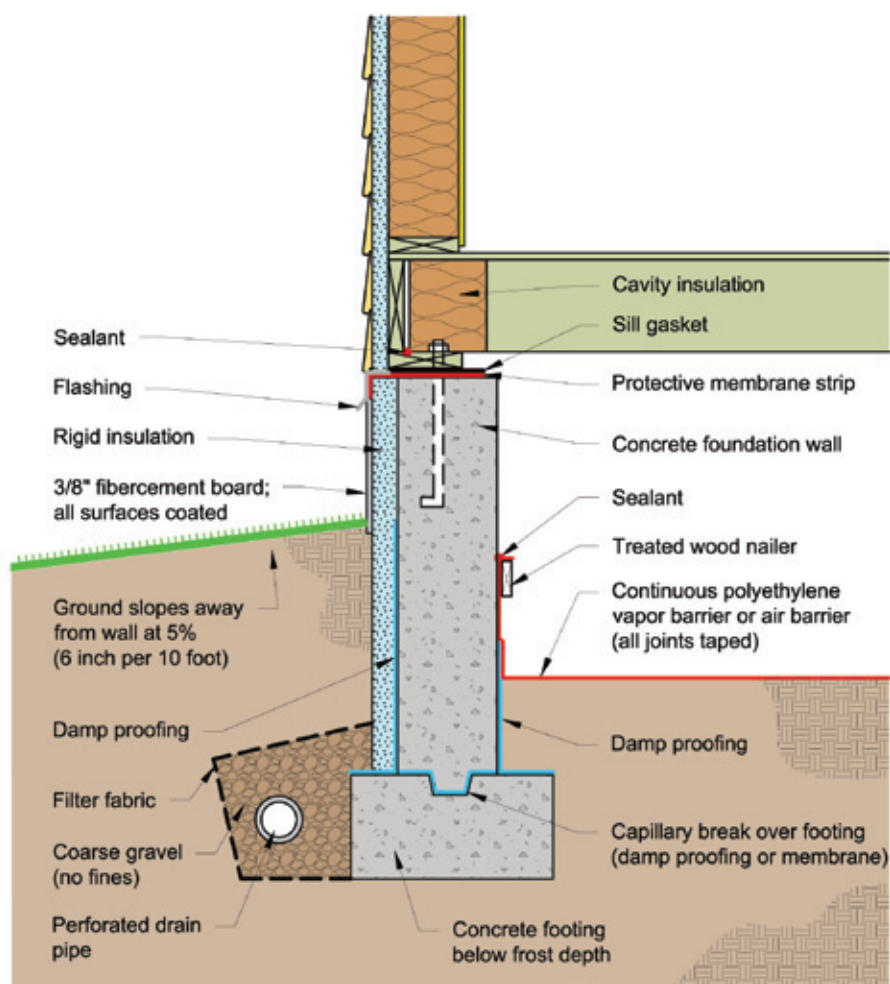 Sealant
Flashing
Rigid insulation
3/8" fibercement board;
all surfaces coated
Ground slopes away
from wall at 5%
(6 inch per 10 foot)
Damp proofing
Filter fabric
Coarse gravel
(no fines)
Perforated drain
pipe
Cavity insulation
Sill gasket
Protective membrane strip
Concrete foundation wall
Sealant
Treated wood nailer
Continuous polyethylene
vapor barrier or air barrier
(all joints taped)
Damp proofing
Capillary break over footing
(damp proofing or membrane)
Concrete footing
below frost depth